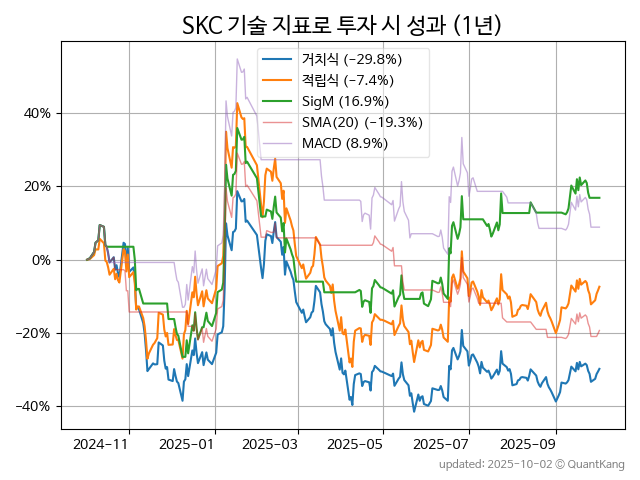 SKC 기술 지표로 투자 시 성과 (1년)
거치식 (-29.8%)
적립식 (-7.4%)
SigM (16.9%)
SMA(20) (-19.3%)
MACD (8.9%)
40%
20%
0%
-20%
-40%
2024-11 2025-01 2025-03 2025-05 2025-07 2025-09
updated: 2025-10-02 © QuantKang